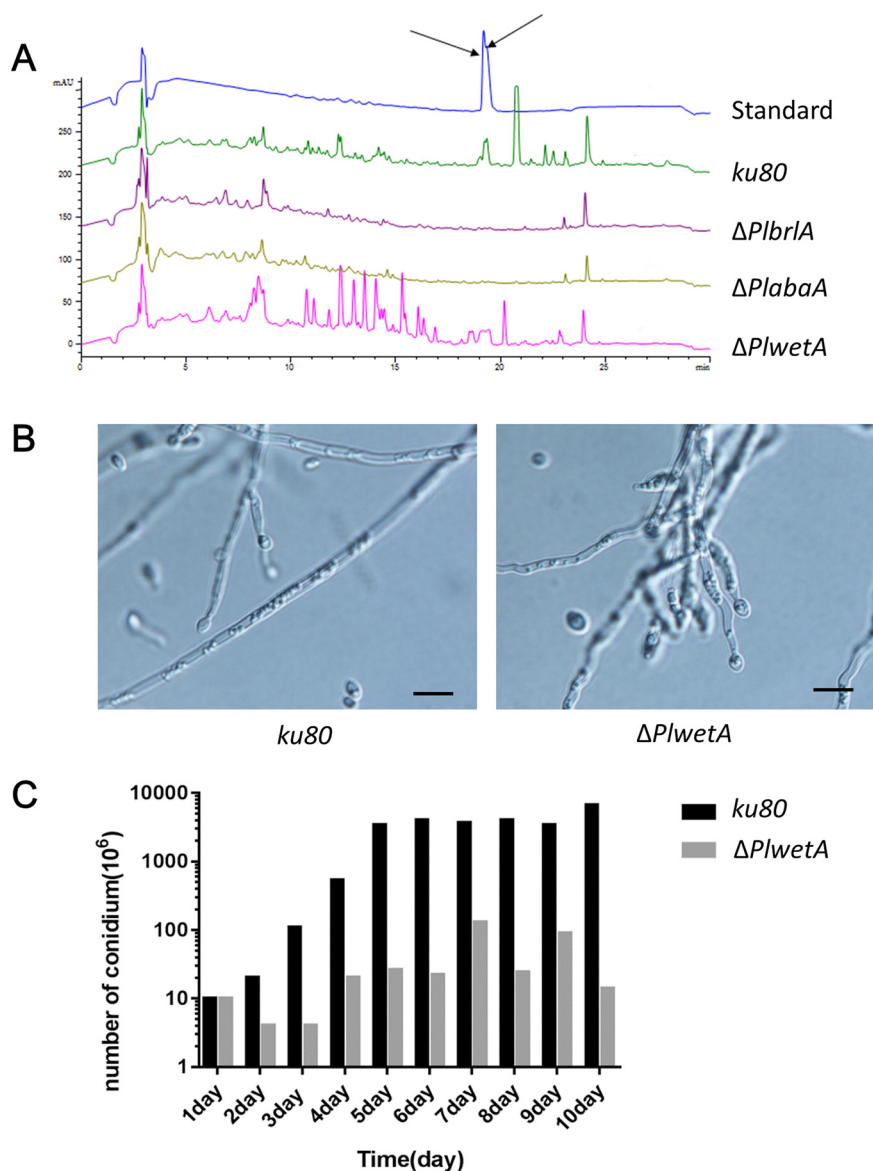 A
mAU
Standard
250
ku80
200
150
ΔPlbrlA
100
ΔPlabaA
50
0
ΔPlwetA
0 5 10 15 20 25 min
B
ku80 ΔPlwetA
C
10000
1000
100
10
1
number of conidium(10⁶)
ku80
ΔPlwetA
1day 2day 3day 4day 5day 6day 7day 8day 9day 10day
Time(day)